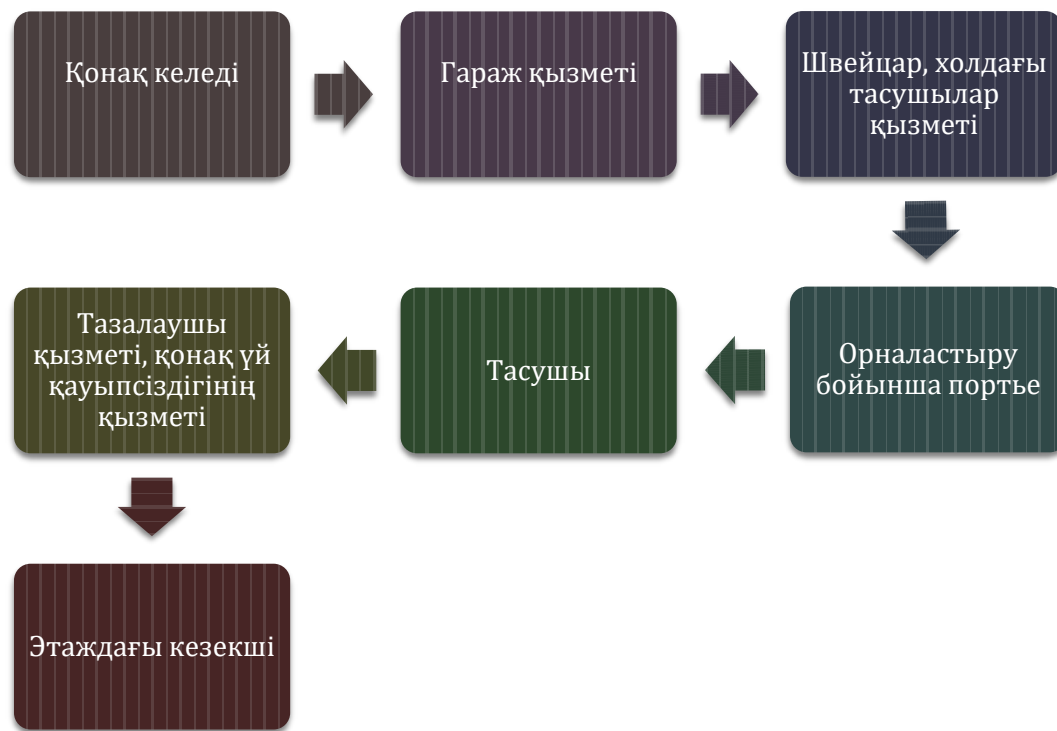 Қонақ келеді
Гараж қызметі
Швейцар, холдағы
тасушылар
қызметі
Орналастыру
бойынша портье
Тасушы
Тазалаушы
қызметі, қонақ үй
қауыпсіздігінің
қызметі
Этаждағы кезекші